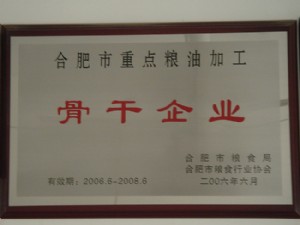 合肥市重点粮油加工
骨干企业
合肥市粮食局
合肥市粮食行业协会
有效期：2006.6-2008.6
二00六年六月